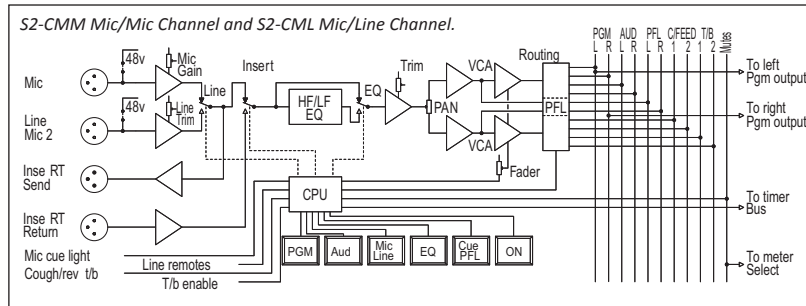 S2-CMM Mic/Mic Channel and S2-CML Mic/Line Channel.
PGM AUD PFL C/FEED T/B
L R L R L R 1 2 1 2 Mutes
48v
Mic
Gain
Mic
Line
Insert
Trim
Routing
To left
Pgm output
48v
Line
Trim
Line
Mic 2
HF/LF
EQ
EQ
VCA
PAN
PFL
To right
Pgm output
VCA
Inse RT
Send
Fader
CPU
To timer
Bus
Inse RT
Return
PGM
Aud
Mic
Line
EQ
Cue
PFL
ON
Mic cue light
Line remotes
Cough/rev t/b
T/b enable
To meter
Select